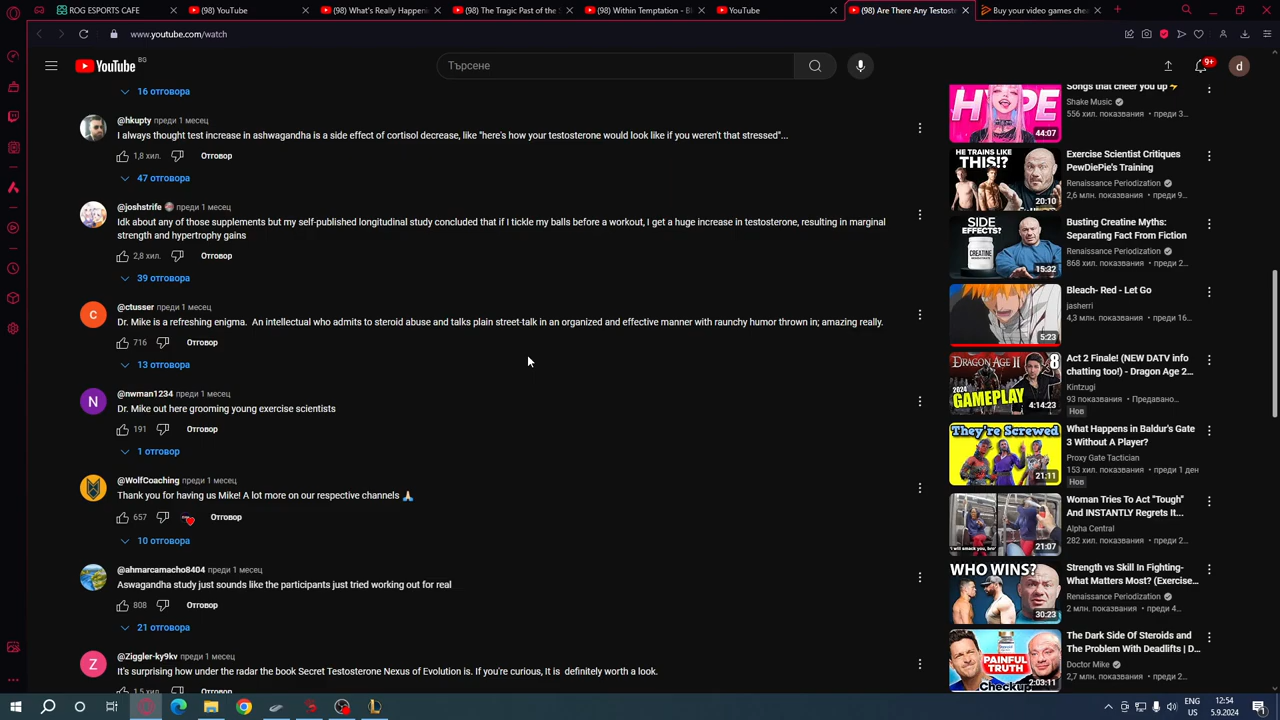 ROG ESPORTS CAFE
(98) YouTube
(98) What's Really Happene
(98) The Tragic Past of the S
(98) Within Temptation - Bl
YouTube
(98) Are There Any Testost
Buy your video games chea
www.youtube.com/watch
YouTube BG
Търсене
9+
d
16 отговора
@hkupty преди 1 месец
I always thought test increase in ashwagandha is a side effect of cortisol decrease, like "here's how your testosterone would look like if you weren't that stressed"...
1,8 хил. Отговор
47 отговора
@joshstrife преди 1 месец
Idk about any of those supplements but my self-published longitudinal study concluded that if I tickle my balls before a workout, I get a huge increase in testosterone, resulting in marginal
strength and hypertrophy gains
2,8 хил. Отговор
39 отговора
C
@ctusser преди 1 месец
Dr. Mike is a refreshing enigma. An intellectual who admits to steroid abuse and talks plain street-talk in an organized and effective manner with raunchy humor thrown in; amazing really.
716 Отговор
13 отговора
N
@nwman1234 преди 1 месец
Dr. Mike out here grooming young exercise scientists
191 Отговор
1 отговор
@WolfCoaching преди 1 месец
Thank you for having us Mike! A lot more on our respective channels 🙏
657 Отговор
10 отговора
@ahmarcamacho8404 преди 1 месец
Aswagandha study just sounds like the participants just tried working out for real
808 Отговор
21 отговора
Z
@Ziggler-ky9kv преди 1 месец
It's surprising how under the radar the book Testosterone Nexus of Evolution is. If you're curious, It is definitely worth a look.
1,5 хил. Отговор
HYPE
44:07
Songs that cheer you up
Shake Music
556 хил. показвания • преди 3...
HE TRAINS LIKE
THIS!?
20:10
Exercise Scientist Critiques
PewDiePie's Training
Renaissance Periodization
2,6 млн. показвания • преди 9...
SIDE
EFFECTS?
CREATINE
15:32
Busting Creatine Myths:
Separating Fact From Fiction
Renaissance Periodization
868 хил. показвания • преди 2...
5:23
Bleach- Red - Let Go
jasherri
4,3 млн. показвания • преди 16...
DRAGON AGE II
8
2024
GAMEPLAY
4:14:23
Act 2 Finale! (NEW DATV info
chatting too!) - Dragon Age 2...
Kintzugi
93 показвания • Предавано...
Нов
They're Screwed
21:11
What Happens in Baldur's Gate
3 Without A Player?
Proxy Gate Tactician
153 хил. показвания • преди 1 ден
Нов
I will smack you, bro
21:07
Woman Tries To Act "Tough"
And INSTANTLY Regrets It...
Alpha Central
282 хил. показвания • преди 2...
WHO WINS?
30:23
Strength vs Skill In Fighting-
What Matters Most? (Exercise...
Renaissance Periodization
2 млн. показвания • преди 4...
PAINFUL
TRUTH
Checkup
2:03:11
The Dark Side Of Steroids and
The Problem With Deadlifts | D...
Doctor Mike
2,7 млн. показвания • преди 2...
ENG
US
12:54
5.9.2024